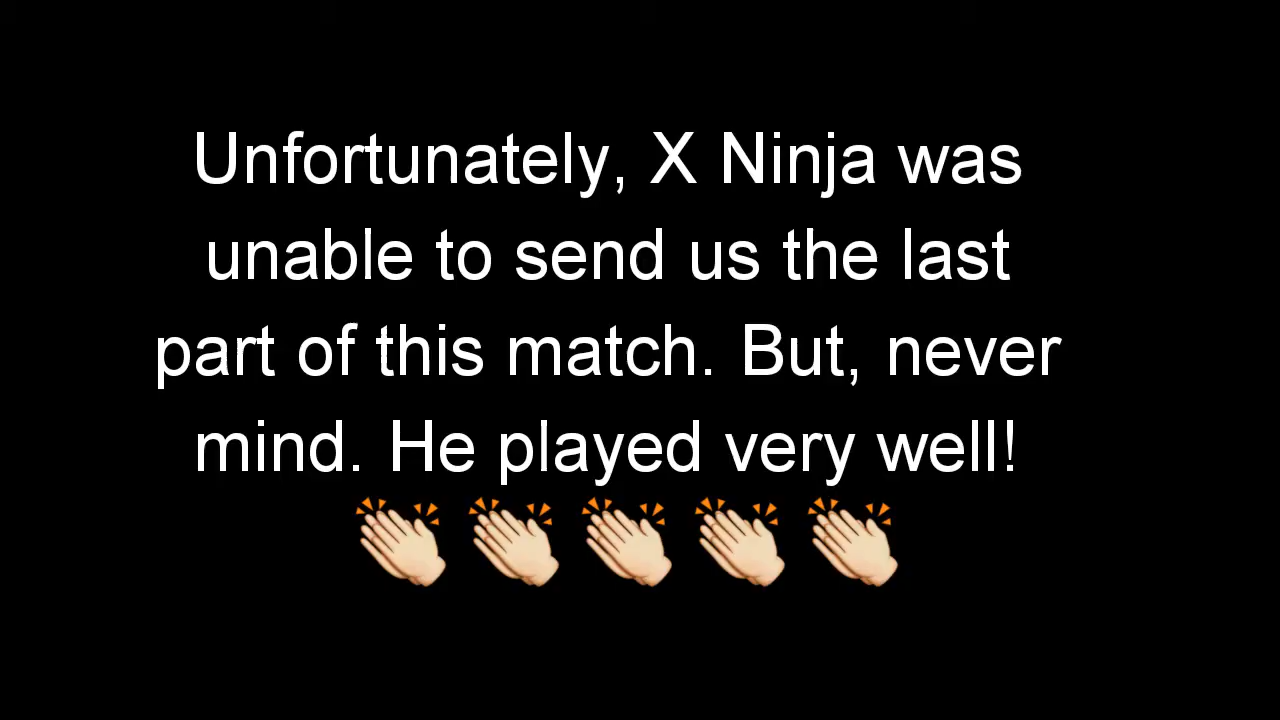 Unfortunately, X Ninja was
unable to send us the last
part of this match. But, never
mind. He played very well!
👏🏻👏🏻👏🏻👏🏻👏🏻